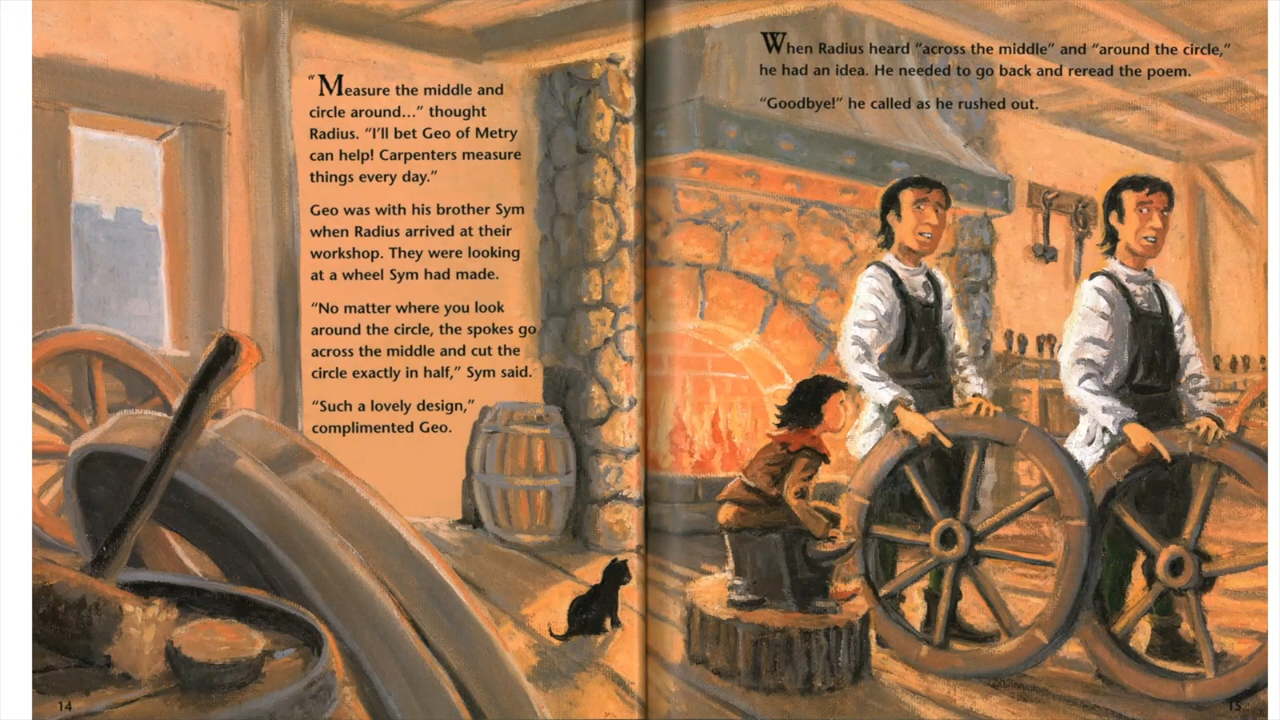 “Measure the middle and
circle around...” thought
Radius. “I’ll bet Geo of Metry
can help! Carpenters measure
things every day.”
Geo was with his brother Sym
when Radius arrived at their
workshop. They were looking
at a wheel Sym had made.
“No matter where you look
around the circle, the spokes go
across the middle and cut the
circle exactly in half,” Sym said.
“Such a lovely design,”
complimented Geo.
14
When Radius heard “across the middle” and “around the circle,”
he had an idea. He needed to go back and reread the poem.
“Goodbye!” he called as he rushed out.
15